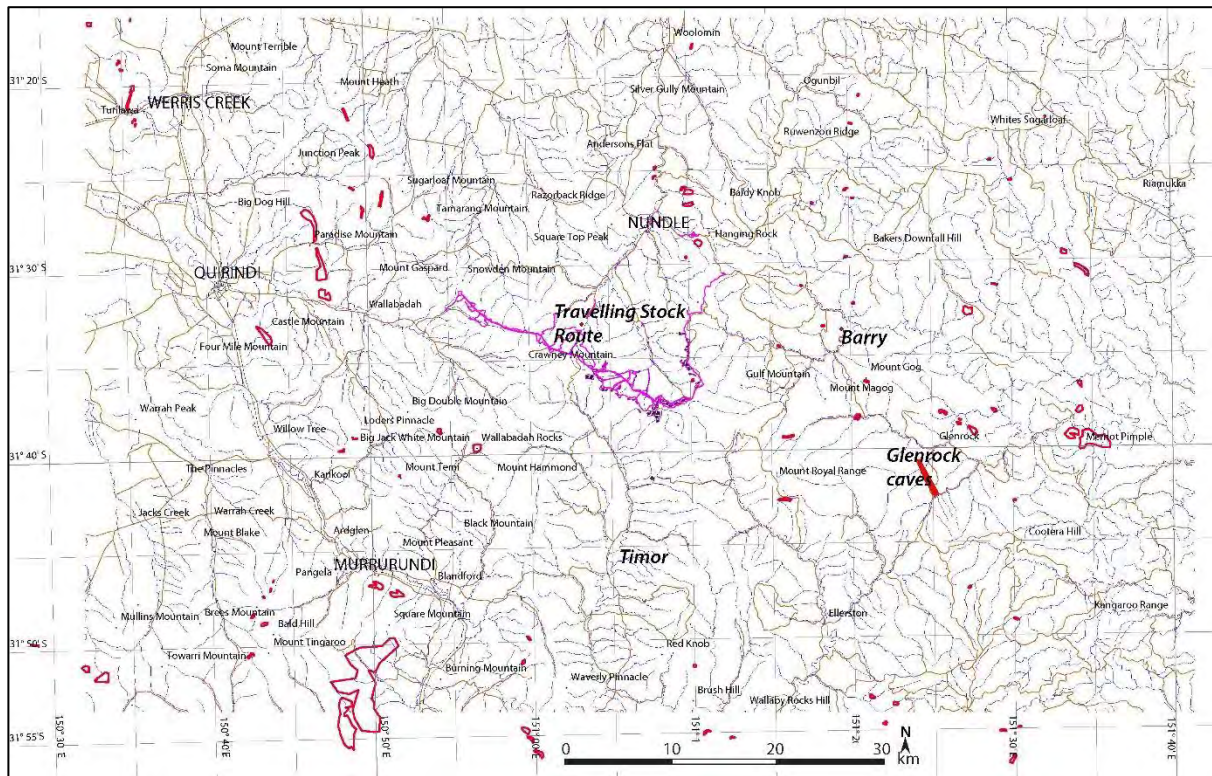 Woolomin
Mount Terrible
Soma Mountain
31° 20'S
Mount Heath
Ogunbil
Silver Gully Mountain
WERRIS CREEK
Whites Sugarloaf
Ruwenzori Ridge
Andersons Flat
Junction Peak
Sugarloaf Mountain
Riamukka
Razorback Ridge
Baldy Knob
Big Dog Hill
Tamarang Mountain
NUNDLE
Paradise Mountain
Square Top Peak
Hanging Rock
Bakers Downfall Hill
31° 30'S
Mount Gaspard
Snowden Mountain
QUIRINDI
Wallabadah
Travelling Stock
Route
Castle Mountain
Barry
Four Mile Mountain
Crawney Mountain
Mount Gog
Gulf Mountain
Mount Magog
Big Double Mountain
Warrah Peak
Loders Pinnacle
Willow Tree
Big Jack White Mountain
Wallabadah Rocks
Glenrock
Glenrock
caves
31° 40'S
The Pinnacles
Kankool
Mount Temi
Mount Hammond
Mount Royal Range
Jacks Creek
Warrah Creek
Mount Blake
Ardglen
Black Mountain
Cootera Hill
Mount Pleasant
Timor
MURRURUNDI
Pangela
Blandford
Mullins Mountain
Brees Mountain
Bald Hill
Square Mountain
Ellerston
Kangaroo Range
31° 50'S
Mount Tingaroo
Red Knob
Towarri Mountain
Burning Mountain
Waverly Pinnacle
Brush Hill
Wallaby Rocks Hill
31° 55'S
150° 30' E
150° 40' E
150° 50' E
151° 00' E
151° 30' E
151° 40' E
N
0 10 20 30
km